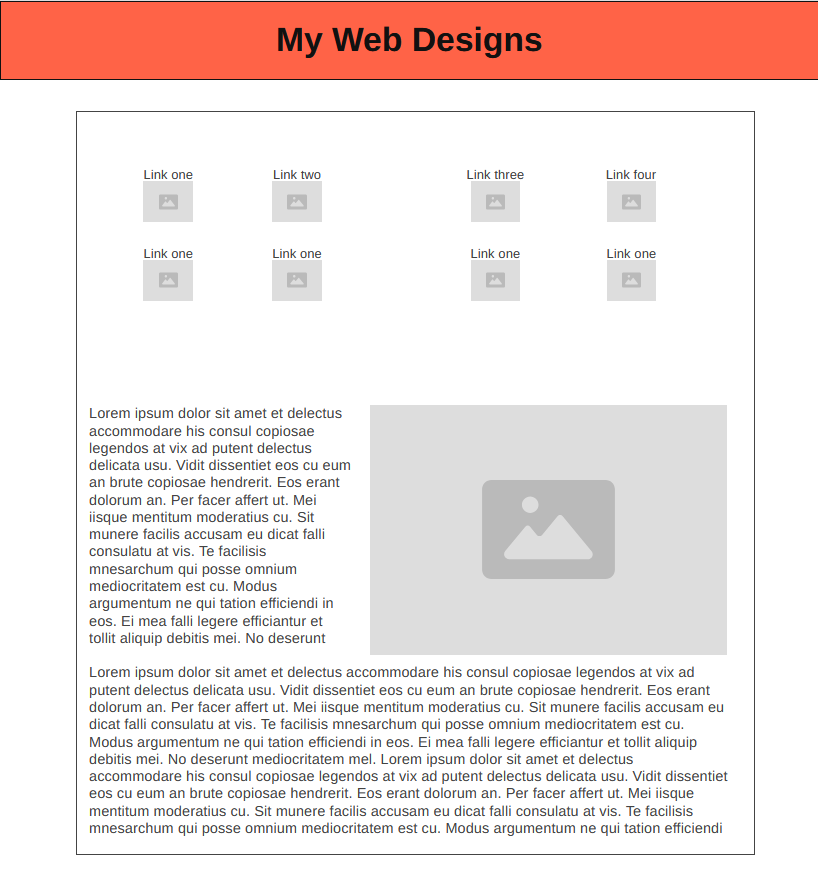 My Web Designs
Link one
Link two
Link three
Link four
Link one
Link one
Link one
Link one
Lorem ipsum dolor sit amet et delectus
accommodare his consul copiosae
legendos at vix ad putent delectus
delicata usu. Vidit dissentiet eos cu eum
an brute copiosae hendrerit. Eos erant
dolorum an. Per facer affert ut. Mei
iisque mentitum moderatius cu. Sit
munere facilis accusam eu dicat falli
consulatu at vis. Te facilisis
mnesarchum qui posse omnium
mediocritatem est cu. Modus
argumentum ne qui tation efficiendi in
eos. Ei mea falli legere efficiantur et
tollit aliquip debitis mei. No deserunt
Lorem ipsum dolor sit amet et delectus accommodare his consul copiosae legendos at vix ad
putent delectus delicata usu. Vidit dissentiet eos cu eum an brute copiosae hendrerit. Eos erant
dolorum an. Per facer affert ut. Mei iisque mentitum moderatius cu. Sit munere facilis accusam eu
dicat falli consulatu at vis. Te facilisis mnesarchum qui posse omnium mediocritatem est cu.
Modus argumentum ne qui tation efficiendi in eos. Ei mea falli legere efficiantur et tollit aliquip
debitis mei. No deserunt mediocritatem mel. Lorem ipsum dolor sit amet et delectus
accommodare his consul copiosae legendos at vix ad putent delectus delicata usu. Vidit dissentiet
eos cu eum an brute copiosae hendrerit. Eos erant dolorum an. Per facer affert ut. Mei iisque
mentitum moderatius cu. Sit munere facilis accusam eu dicat falli consulatu at vis. Te facilisis
mnesarchum qui posse omnium mediocritatem est cu. Modus argumentum ne qui tation efficiendi